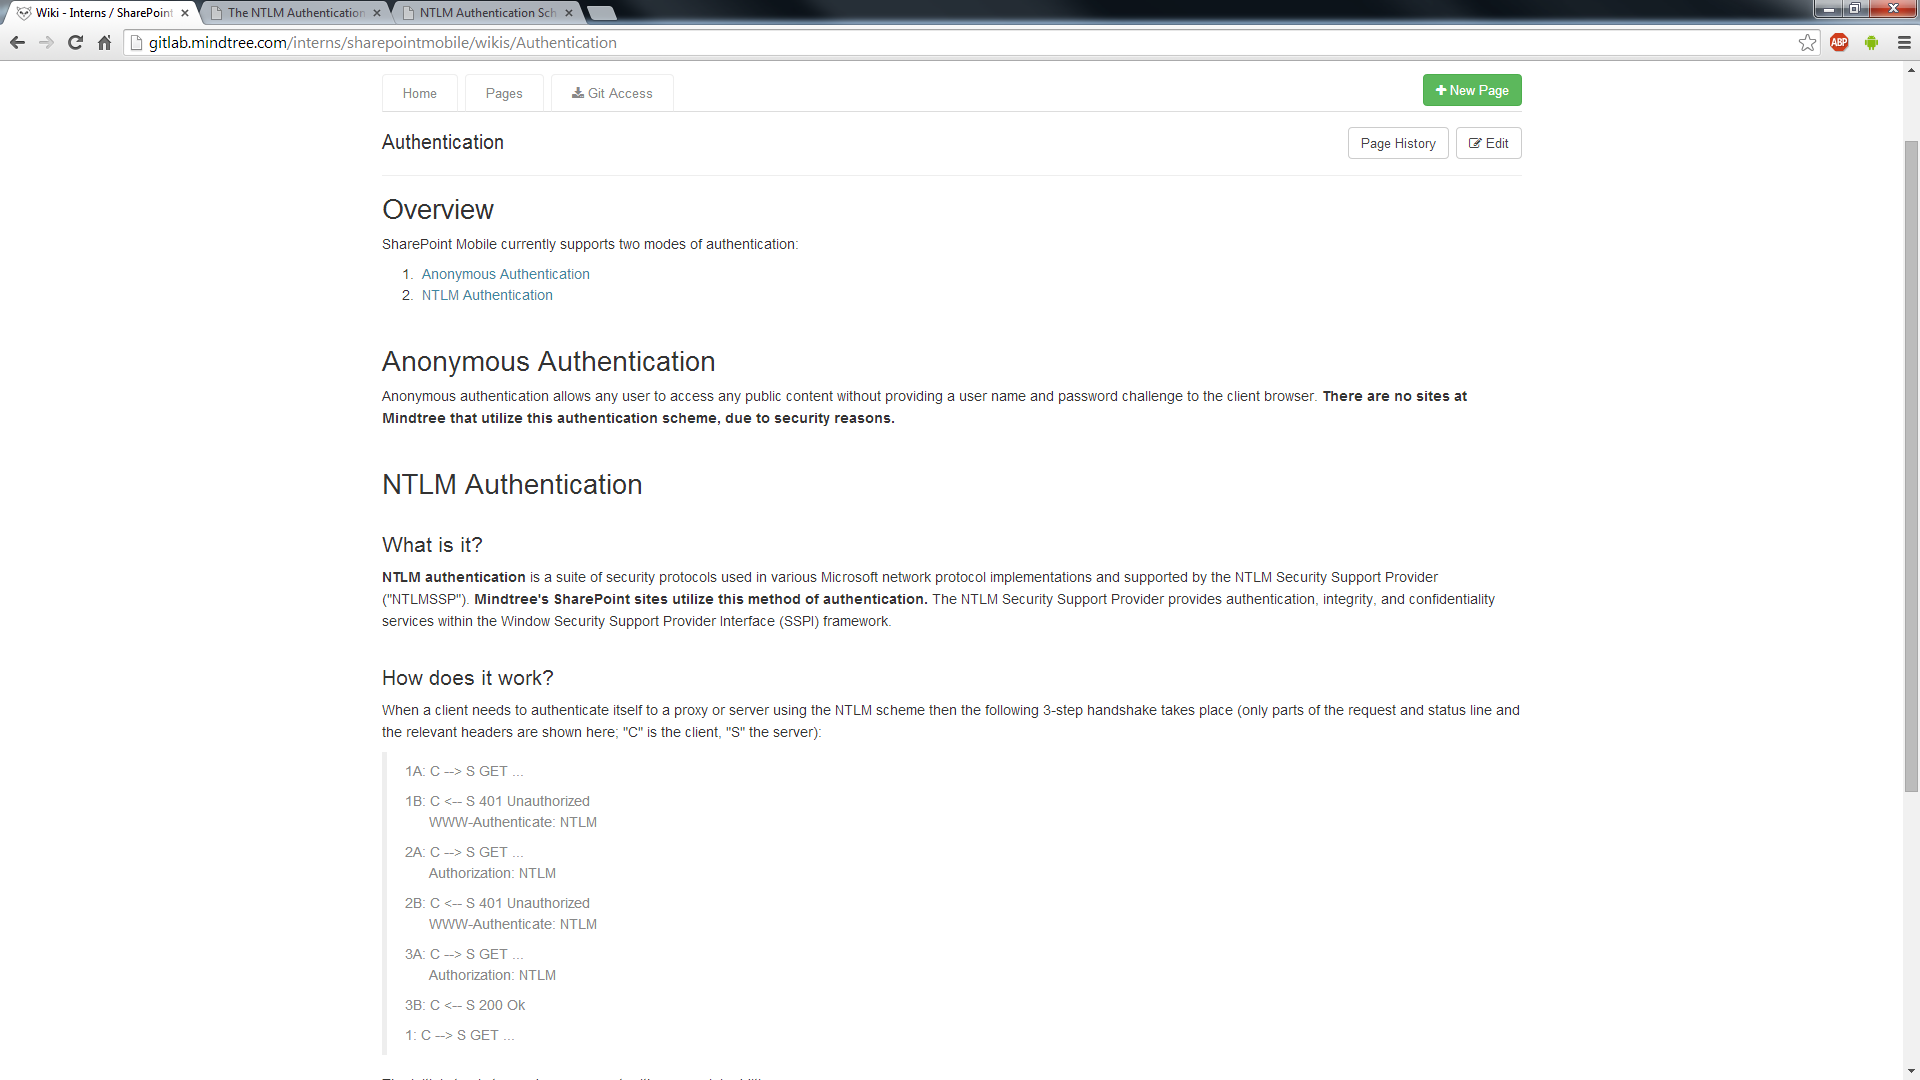 Wiki - Interns / SharePoint
The NTLM Authentication
NTLM Authentication Sch
gitlab.mindtree.com/interns/sharepointmobile/wikis/Authentication
ABP
Home
Pages
Git Access
New Page
Authentication
Page History
Edit
Overview
SharePoint Mobile currently supports two modes of authentication:
1. Anonymous Authentication
2. NTLM Authentication
Anonymous Authentication
Anonymous authentication allows any user to access any public content without providing a user name and password challenge to the client browser. There are no sites at
Mindtree that utilize this authentication scheme, due to security reasons.
NTLM Authentication
What is it?
NTLM authentication is a suite of security protocols used in various Microsoft network protocol implementations and supported by the NTLM Security Support Provider
("NTLMSSP"). Mindtree's SharePoint sites utilize this method of authentication. The NTLM Security Support Provider provides authentication, integrity, and confidentiality
services within the Window Security Support Provider Interface (SSPI) framework.
How does it work?
When a client needs to authenticate itself to a proxy or server using the NTLM scheme then the following 3-step handshake takes place (only parts of the request and status line and
the relevant headers are shown here; "C" is the client, "S" the server):
1A: C --> S GET ...
1B: C <-- S 401 Unauthorized
WWW-Authenticate: NTLM
2A: C --> S GET ...
Authorization: NTLM
2B: C <-- S 401 Unauthorized
WWW-Authenticate: NTLM
3A: C --> S GET ...
Authorization: NTLM
3B: C <-- S 200 Ok
1: C --> S GET ...